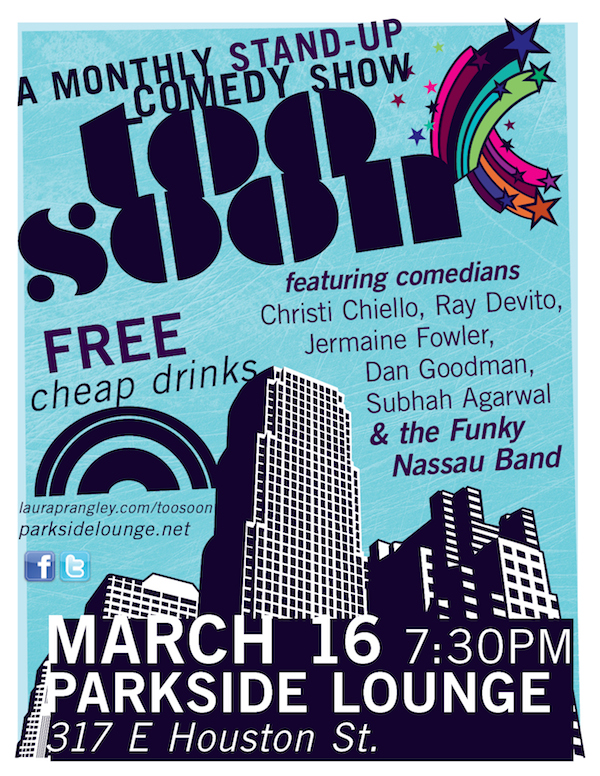 A MONTHLY STAND-UP
COMEDY SHOW
too
soon
featuring comedians
Christi Chiello, Ray Devito,
Jermaine Fowler,
Dan Goodman,
Subhah Agarwal
& the Funky
Nassau Band
FREE
cheap drinks
lauraprangley.com/toosoon
parksidelounge.net
f t
MARCH 16 7:30PM
PARKSIDE LOUNGE
317 E Houston St.